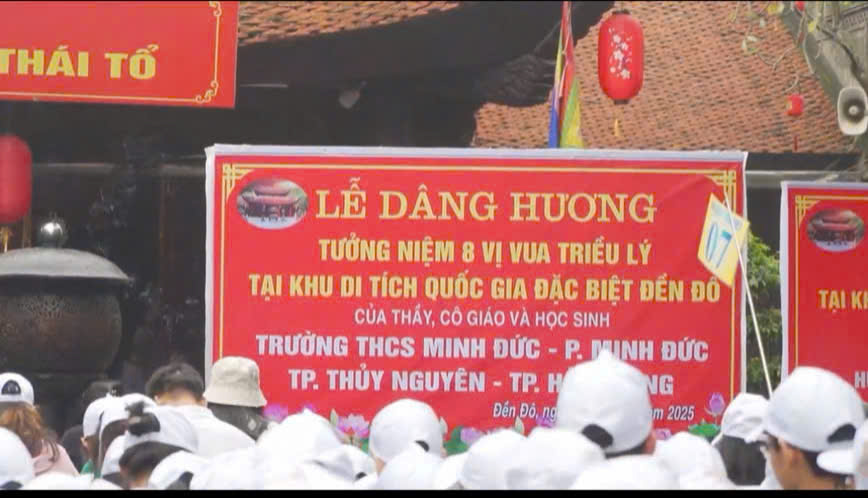 THÁI TỔ
LỄ DÂNG HƯƠNG
TƯỞNG NIỆM 8 VỊ VUA TRIỀU LÝ
TẠI KHU DI TÍCH QUỐC GIA ĐẶC BIỆT ĐỀN ĐÔ
CỦA THẦY, CÔ GIÁO VÀ HỌC SINH
TRƯỜNG THCS MINH ĐỨC - P. MINH ĐỨC
TP. THỦY NGUYÊN - TP.
Đền Đô, 2025
07
TẠI